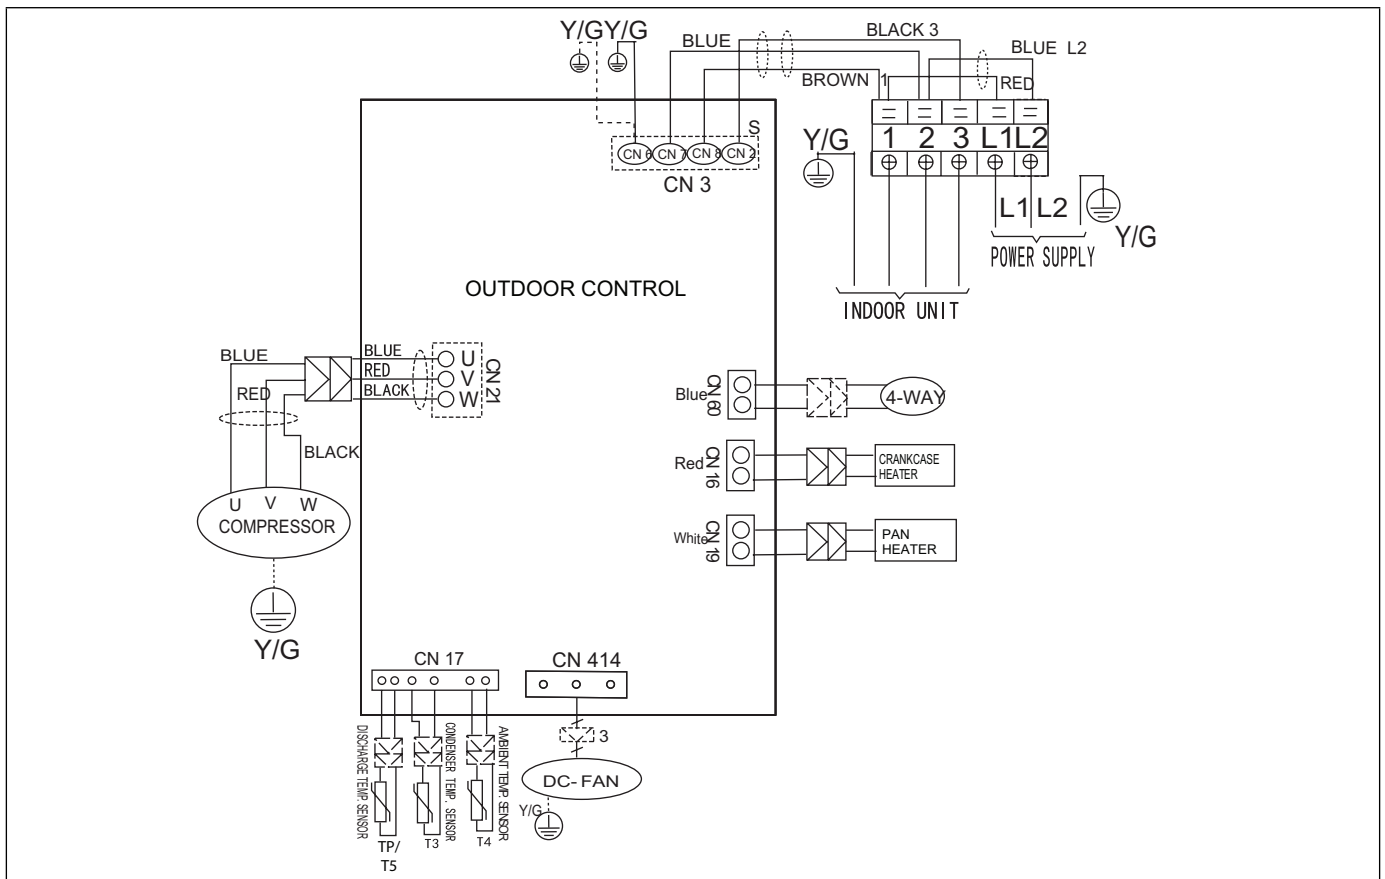 Y/G Y/G
BLUE
BLACK 3
BLUE L2
BROWN 1
RED
S
CN 6 CN 7 CN 8 CN 2
CN 3
Y/G
1 2 3 L1 L2
L1 L2
Y/G
POWER SUPPLY
INDOOR UNIT
OUTDOOR CONTROL
BLUE
RED
BLACK
BLUE
RED
BLACK
U
V
W
CN 21
U V W
COMPRESSOR
Y/G
Blue
CN 60
4-WAY
Red
CN 16
CRANKCASE
HEATER
White
CN 19
PAN
HEATER
CN 17
CN 414
DISCHARGE TEMP. SENSOR
CONDENSER TEMP. SENSOR
AMBIENT TEMP. SENSOR
3
DC- FAN
Y/G
TP/
T5
T3
T4